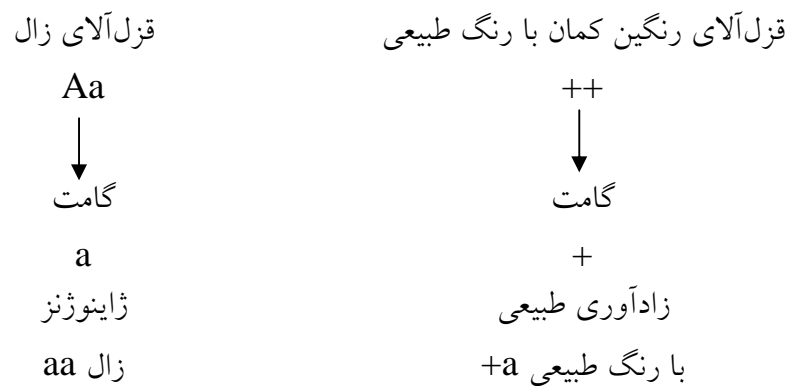 قزل‌آلای رنگین کمان با رنگ طبیعی قزل‌آلای زال
++ Aa
گامت گامت
+ a
زادآوری طبیعی ژاینوژنز
با رنگ طبیعی +a زال aa